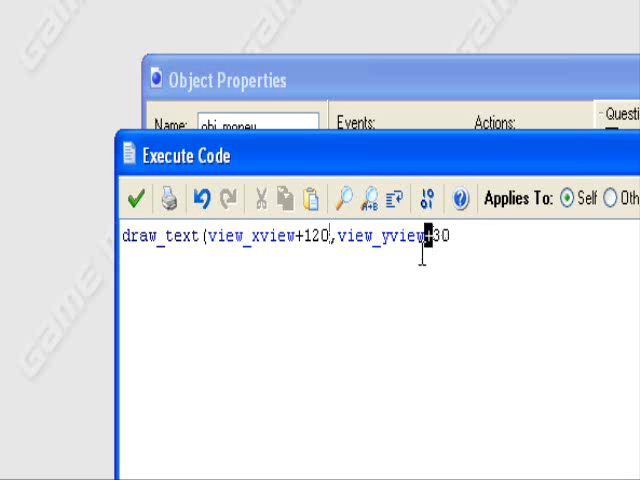 Object Properties
Name: obj_money
Events:
Actions:
Questi
Execute Code
A+B
Applies To: Self Oth
draw_text(view_xview+120,view_yview+30